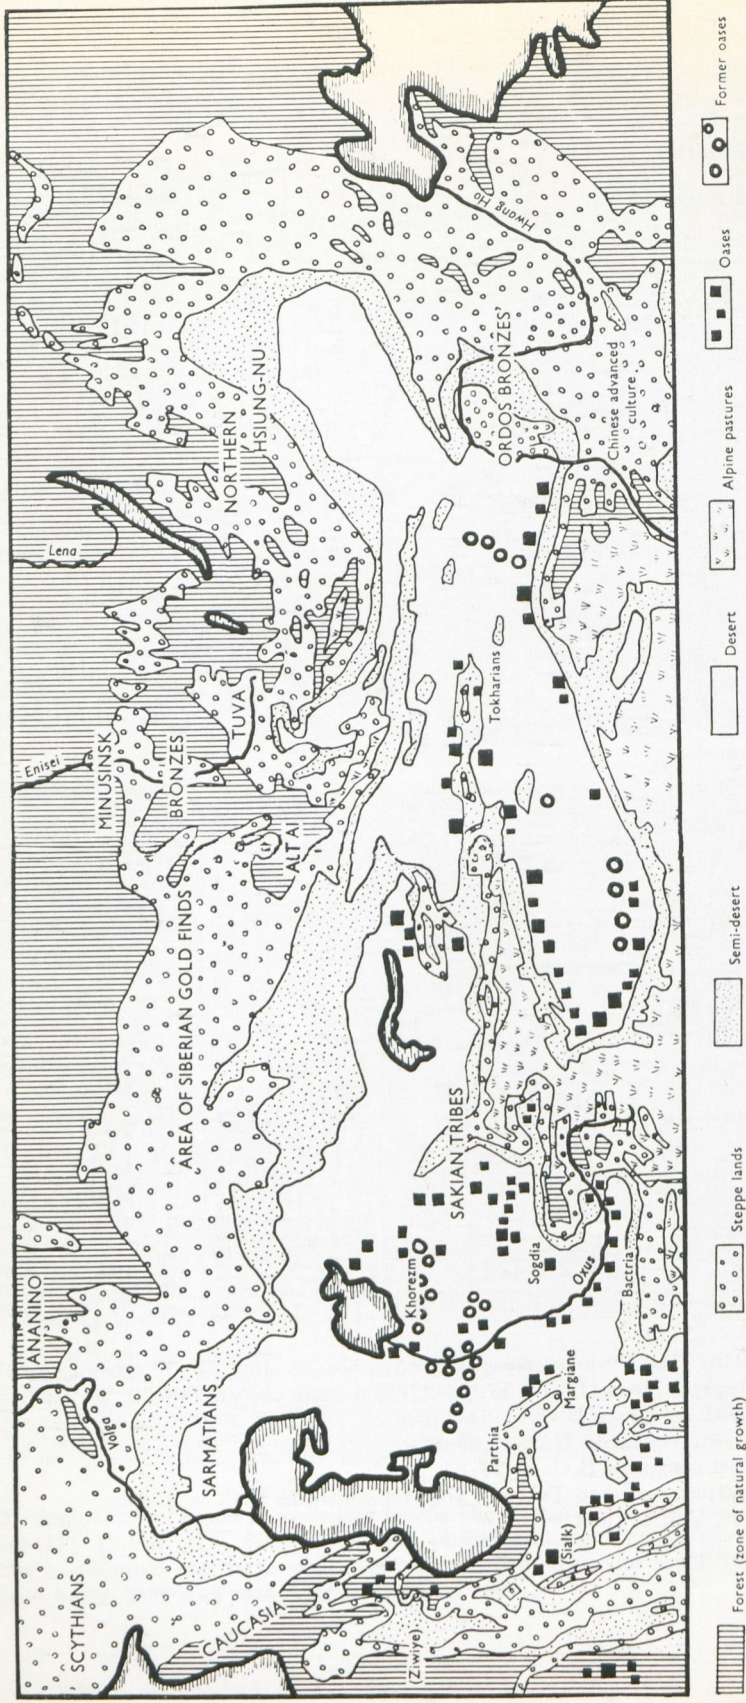 SCYTHIANS
ANANINO
Volga
SARMATIANS
CAUCASIA
(Ziwiye)
(Sialk)
Parthia
Margiane
Khorezm
Oxus
Sogdia
Bactria
SAKIAN TRIBES
AREA OF SIBERIAN GOLD FINDS
ALTAI
Enisei
MINUSINSK
BRONZES
TUVA
Tokharians
Lena
NORTHERN
HSIUNG-NU
ORDOS BRONZES'
Chinese advanced
culture
Hwang Ho
Forest (zone of natural growth)
Steppe lands
Semi-desert
Desert
Alpine pastures
Oases
Former oases